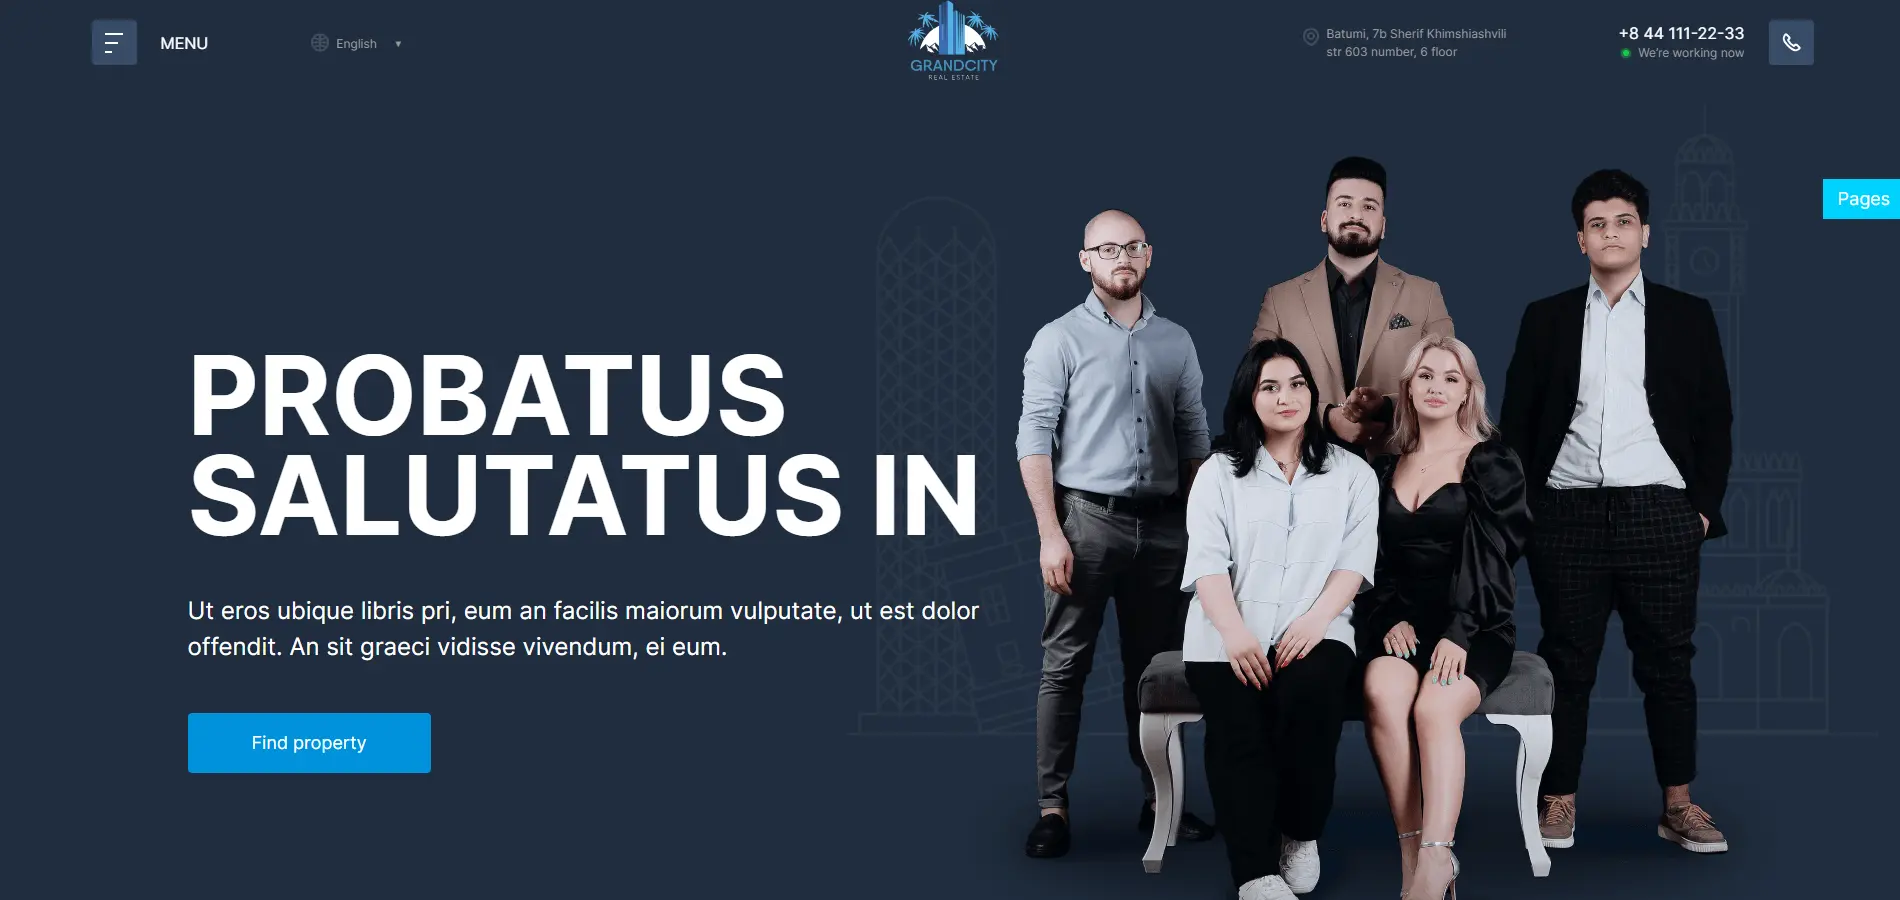 MENU
English
GRANDCITY
REAL ESTATE
Batumi, 7b Sherif Khimshiashvili
str 603 number, 6 floor
+8 44 111-22-33
We're working now
Pages
PROBATUS
SALUTATUS IN
Ut eros ubique libris pri, eum an facilis maiorum vulputate, ut est dolor
offendit. An sit graeci vidisse vivendum, ei eum.
Find property